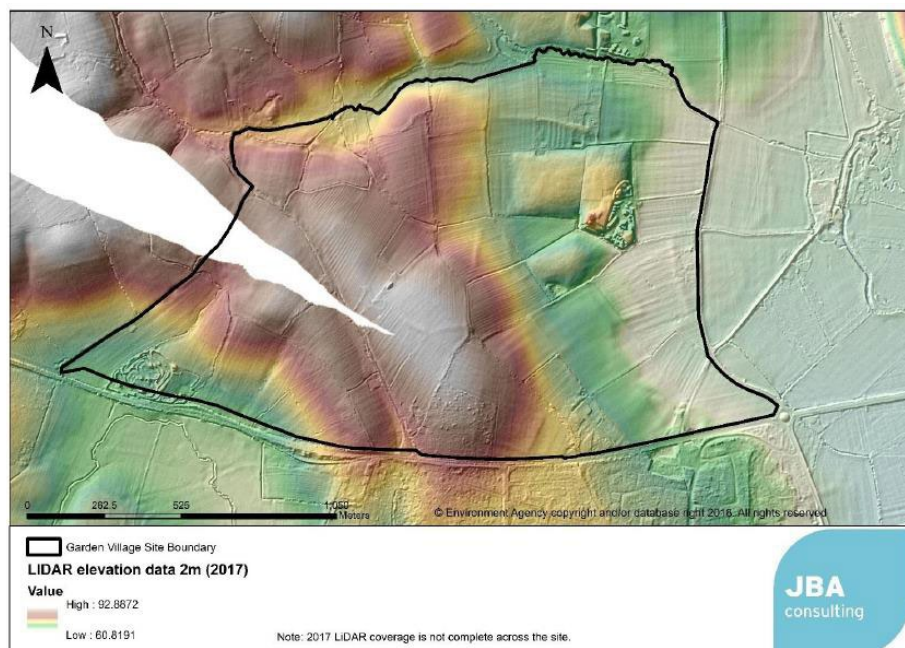 N
0 262.5 525 1,050
Meters
© Environment Agency copyright and/or database right 2016. All rights reserved
Garden Village Site Boundary
LIDAR elevation data 2m (2017)
Value
High : 92.8872
Low : 60.8191
Note: 2017 LiDAR coverage is not complete across the site.
JBA
consulting